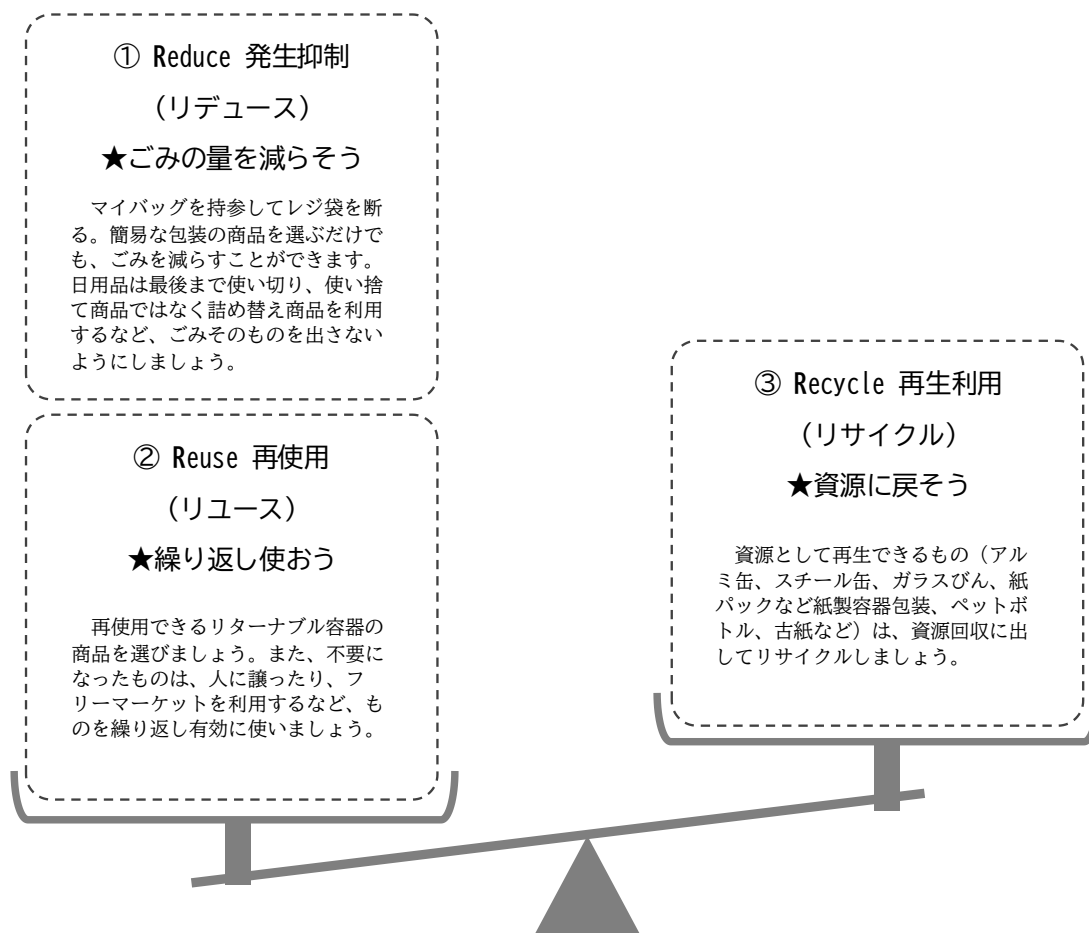 ① Reduce 発生抑制
（リデュース）
★ごみの量を減らそう
　マイバッグを持参してレジ袋を断
る。簡易な包装の商品を選ぶだけで
も、ごみを減らすことができます。
日用品は最後まで使い切り、使い捨
て商品ではなく詰め替え商品を利用
するなど、ごみそのものを出さない
ようにしましょう。
② Reuse 再使用
（リユース）
★繰り返し使おう
　再使用できるリターナブル容器の
商品を選びましょう。また、不要に
なったものは、人に譲ったり、フ
リーマーケットを利用するなど、も
のを繰り返し有効に使いましょう。
③ Recycle 再生利用
（リサイクル）
★資源に戻そう
　資源として再生できるもの（アル
ミ缶、スチール缶、ガラスびん、紙
パックなど紙製容器包装、ペットボ
トル、古紙など）は、資源回収に出
してリサイクルしましょう。